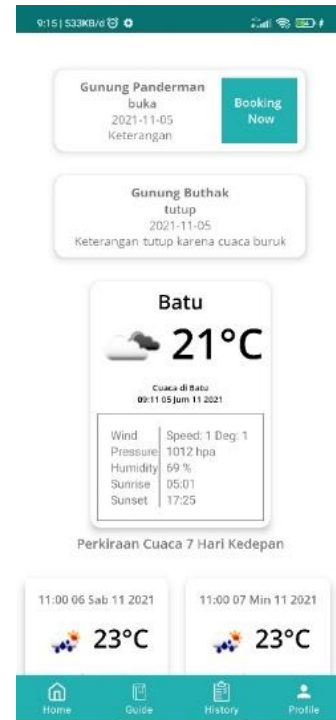 9:15 | 533KB/d
Gunung Panderman
buka
2021-11-05
Keterangan
Booking
Now
Gunung Buthak
tutup
2021-11-05
Keterangan tutup karena cuaca buruk
Batu
21°C
Cuaca di Batu
09:11 05 Jum 11 2021
Wind Speed: 1 Deg: 1
Pressure 1012 hpa
Humidity 69 %
Sunrise 05:01
Sunset 17:25
Perkiraan Cuaca 7 Hari Kedepan
11:00 06 Sab 11 2021
23°C
11:00 07 Min 11 2021
23°C
Home Guide History Profile